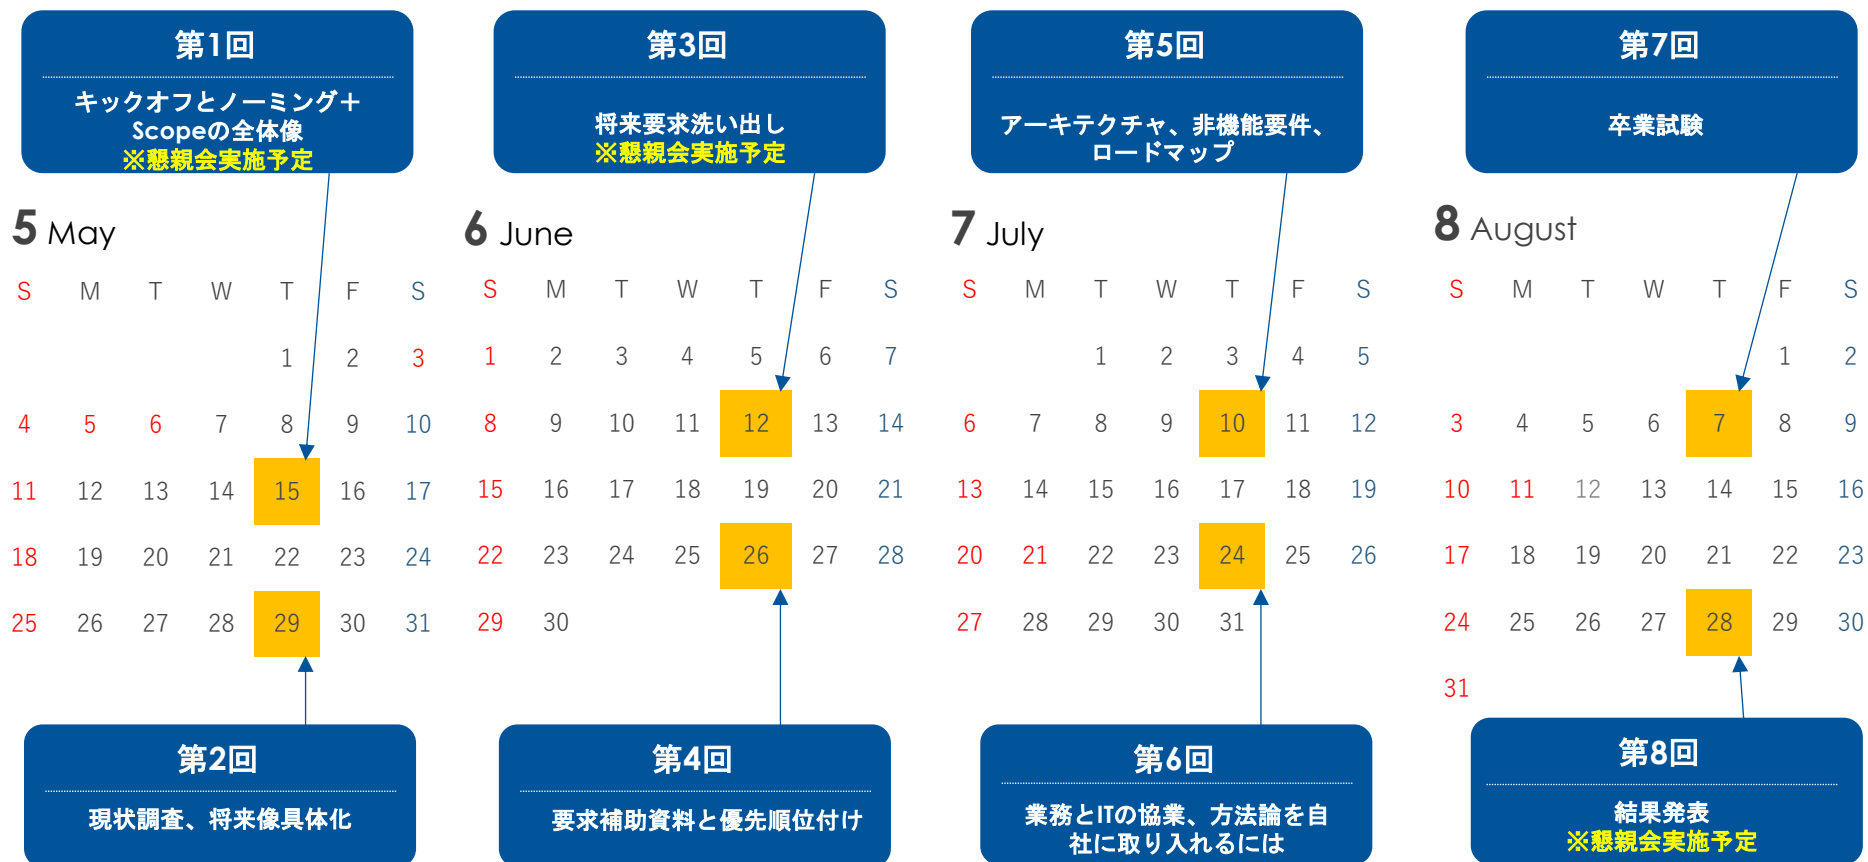 第1回
キックオフとノーミング＋
Scopeの全体像
※懇親会実施予定
第3回
将来要求洗い出し
※懇親会実施予定
第5回
アーキテクチャ、非機能要件、
ロードマップ
第7回
卒業試験
5 May
S M T W T F S
1 2 3
4 5 6 7 8 9 10
11 12 13 14 15 16 17
18 19 20 21 22 23 24
25 26 27 28 29 30 31
6 June
S M T W T F S
1 2 3 4 5 6 7
8 9 10 11 12 13 14
15 16 17 18 19 20 21
22 23 24 25 26 27 28
29 30
7 July
S M T W T F S
1 2 3 4 5
6 7 8 9 10 11 12
13 14 15 16 17 18 19
20 21 22 23 24 25 26
27 28 29 30 31
8 August
S M T W T F S
1 2
3 4 5 6 7 8 9
10 11 12 13 14 15 16
17 18 19 20 21 22 23
24 25 26 27 28 29 30
31
第2回
現状調査、将来像具体化
第4回
要求補助資料と優先順位付け
第6回
業務とITの協業、方法論を自
社に取り入れるには
第8回
結果発表
※懇親会実施予定